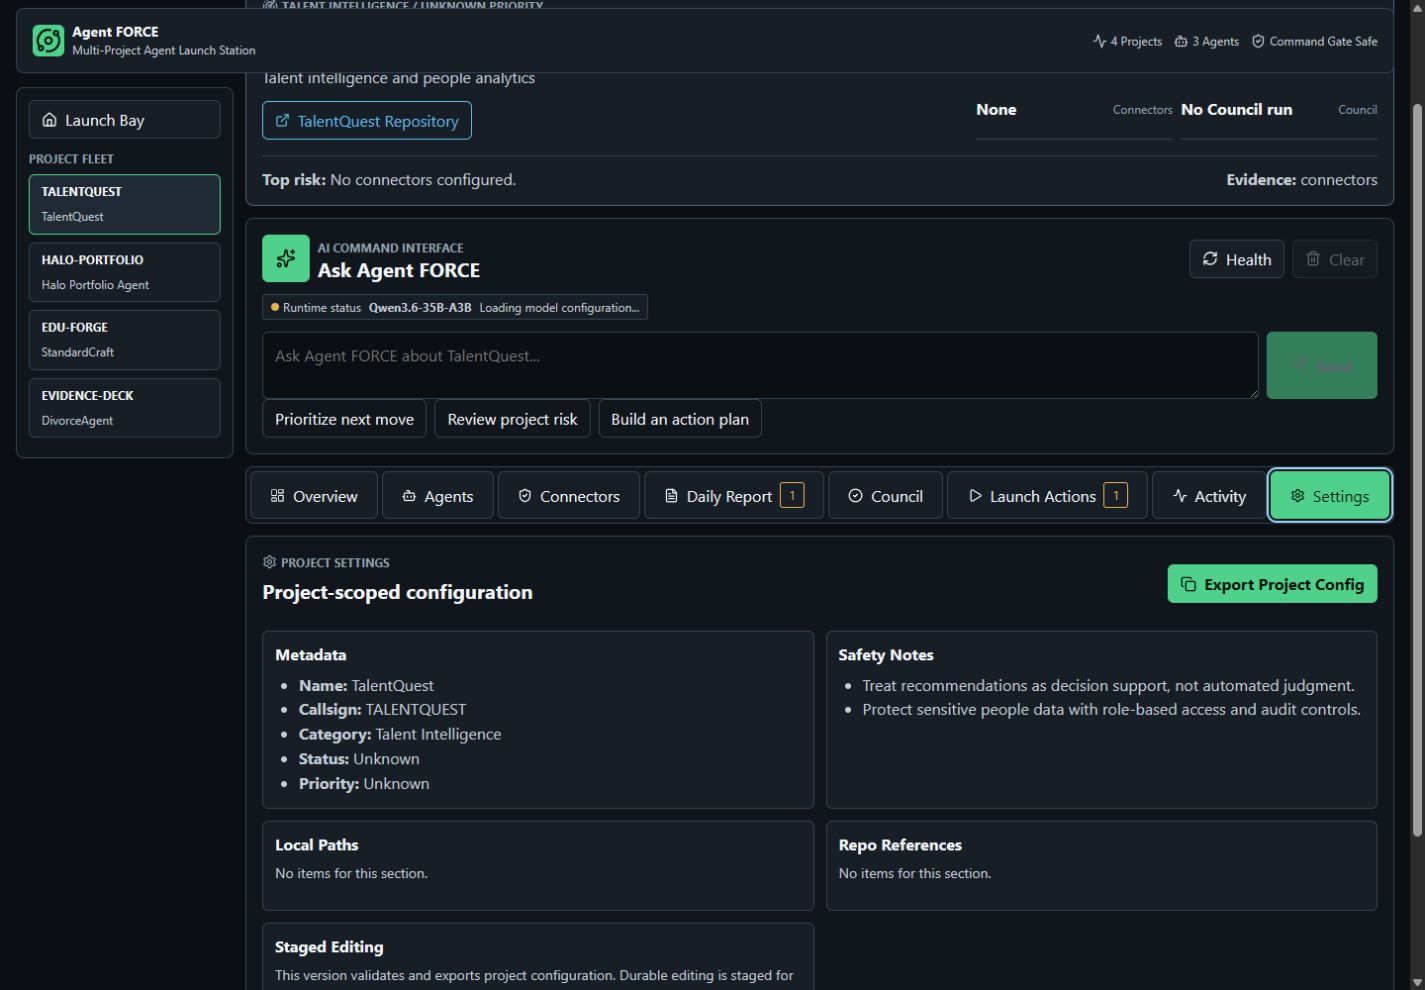 TALENT INTELLIGENCE / UNKNOWN PRIORITY
Agent FORCE
Multi-Project Agent Launch Station
4 Projects
3 Agents
Command Gate Safe
Talent intelligence and people analytics
TalentQuest Repository
None
Connectors
No Council run
Council
Top risk: No connectors configured.
Evidence: connectors
Launch Bay
PROJECT FLEET
TALENTQUEST
TalentQuest
HALO-PORTFOLIO
Halo Portfolio Agent
EDU-FORGE
StandardCraft
EVIDENCE-DECK
DivorceAgent
AI COMMAND INTERFACE
Ask Agent FORCE
Health
Clear
Runtime status Qwen3.6-35B-A3B Loading model configuration...
Ask Agent FORCE about TalentQuest...
Prioritize next move
Review project risk
Build an action plan
Overview
Agents
Connectors
Daily Report 1
Council
Launch Actions 1
Activity
Settings
PROJECT SETTINGS
Project-scoped configuration
Export Project Config
Metadata
Name: TalentQuest
Callsign: TALENTQUEST
Category: Talent Intelligence
Status: Unknown
Priority: Unknown
Safety Notes
Treat recommendations as decision support, not automated judgment.
Protect sensitive people data with role-based access and audit controls.
Local Paths
No items for this section.
Repo References
No items for this section.
Staged Editing
This version validates and exports project configuration. Durable editing is staged for